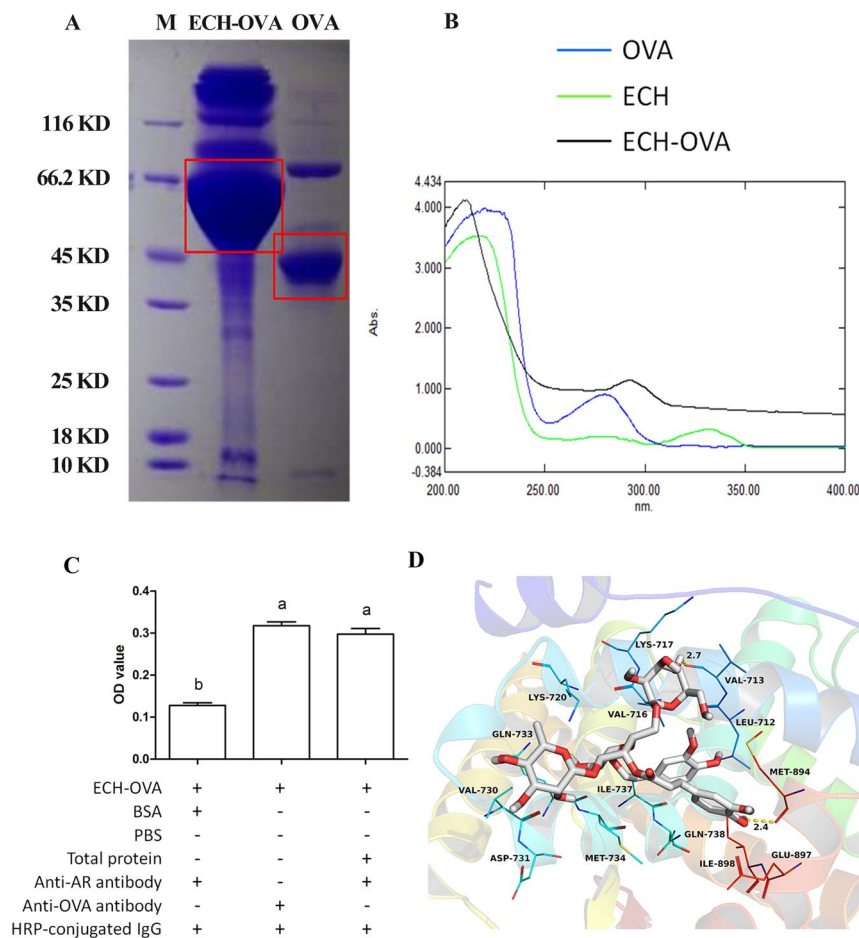 A
M ECH-OVA OVA
116 KD
66.2 KD
45 KD
35 KD
25 KD
18 KD
10 KD
B
OVA
ECH
ECH-OVA
4.434
4.000
3.000
2.000
1.000
0.000
-0.384
Abs.
200.00 250.00 300.00 350.00 400.00
nm.
C
0.4
0.3
0.2
0.1
0.0
OD value
b a a
ECH-OVA + + +
BSA + - -
PBS - - -
Total protein - - +
Anti-AR antibody + - +
Anti-OVA antibody - + -
HRP-conjugated IgG + + +
D
LYS-717
2.7
VAL-713
LYS-720
VAL-716
LEU-712
GLN-733
MET-894
VAL-730
ILE-737
2.4
GLN-738
ASP-731
MET-734
ILE-898
GLU-897